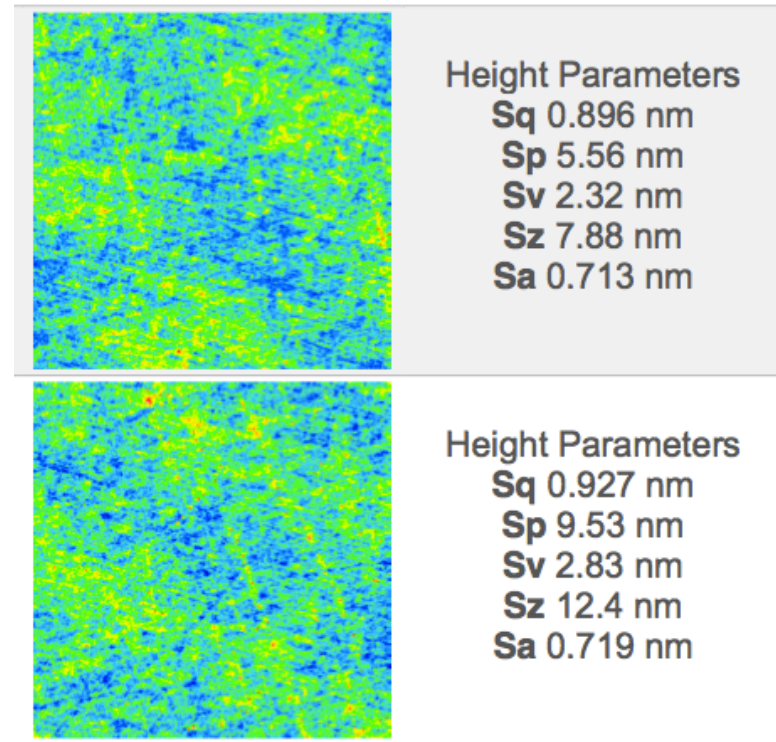 Height Parameters
Sq 0.896 nm
Sp 5.56 nm
Sv 2.32 nm
Sz 7.88 nm
Sa 0.713 nm
Height Parameters
Sq 0.927 nm
Sp 9.53 nm
Sv 2.83 nm
Sz 12.4 nm
Sa 0.719 nm